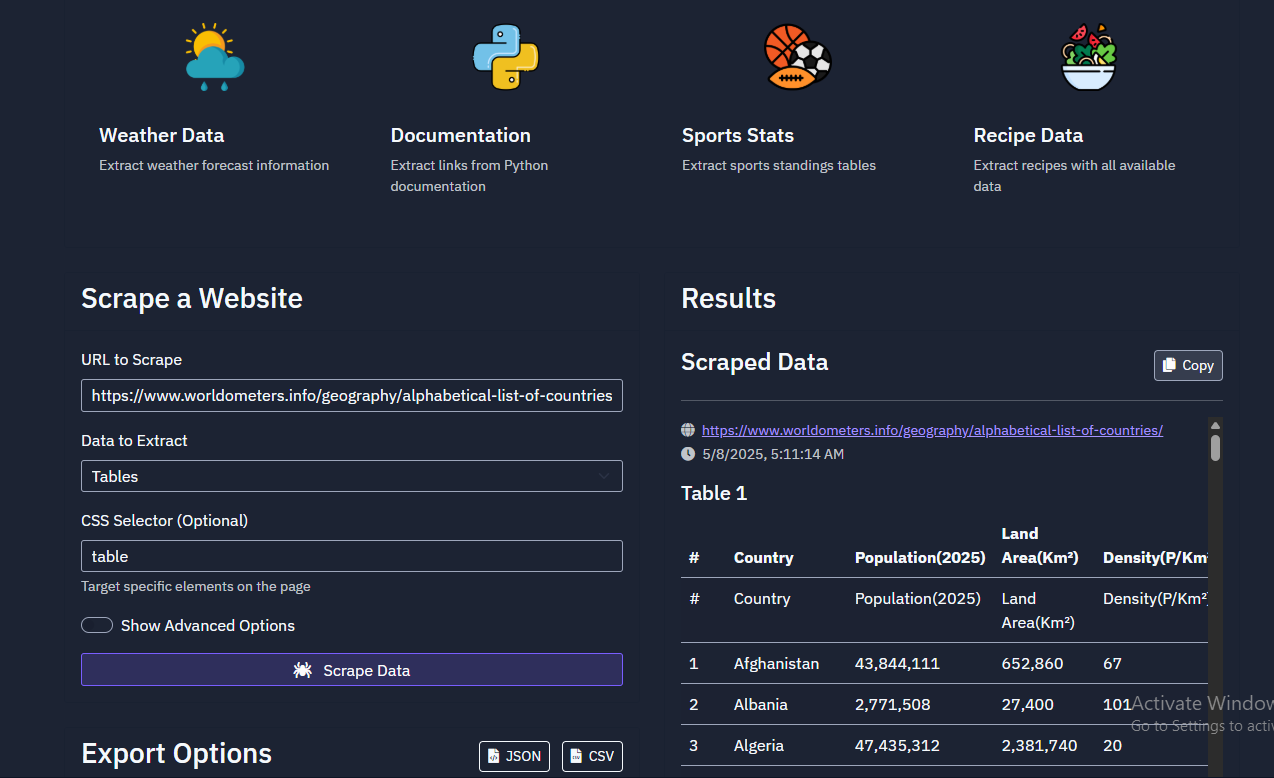 Weather Data
Extract weather forecast information
Documentation
Extract links from Python
documentation
Sports Stats
Extract sports standings tables
Recipe Data
Extract recipes with all available
data
Scrape a Website
URL to Scrape
https://www.worldometers.info/geography/alphabetical-list-of-countries
Data to Extract
Tables
CSS Selector (Optional)
table
Target specific elements on the page
Show Advanced Options
Scrape Data
Export Options
JSON
CSV
Results
Scraped Data
Copy
https://www.worldometers.info/geography/alphabetical-list-of-countries/
5/8/2025, 5:11:14 AM
Table 1
# Country Population(2025) Land Area(Km²) Density(P/Km²
# Country Population(2025) Land Area(Km²) Density(P/Km²)
1 Afghanistan 43,844,111 652,860 67
2 Albania 2,771,508 27,400 101
3 Algeria 47,435,312 2,381,740 20
Activate Window
Go to Settings to activ